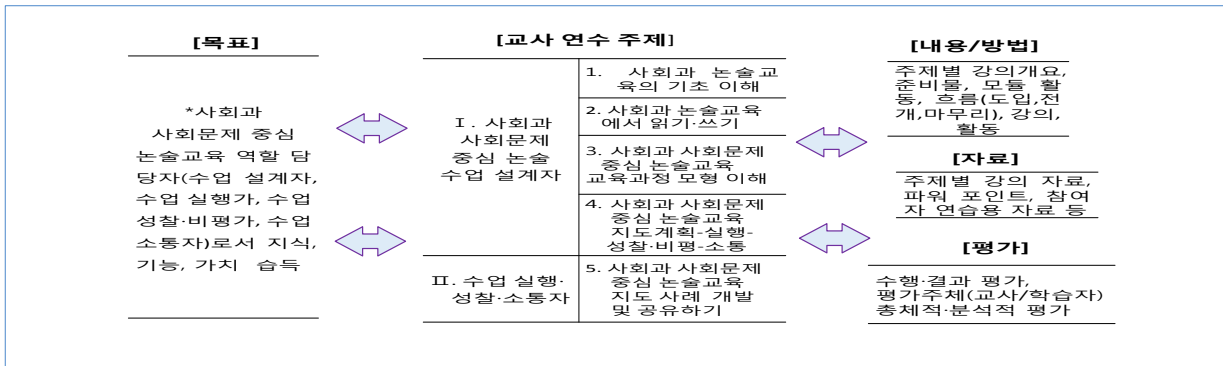 [목표]
*사회과
사회문제 중심
논술교육 역할 담
당자(수업 설계자,
수업 실행가, 수업
성찰·비평가, 수업
소통자)로서 지식,
기능, 가치 습득
[교사 연수 주제]
Ⅰ. 사회과
사회문제
중심 논술
수업 설계자
1. 사회과 논술교
육의 기초 이해
2. 사회과 논술교육
에서 읽기·쓰기
3. 사회과 사회문제
중심 논술교육
교육과정 모형 이해
4. 사회과 사회문제
중심 논술교육
지도계획-실행-
성찰·비평-소통
Ⅱ. 수업 실행·
성찰·소통자
5. 사회과 사회문제
중심 논술교육
지도 사례 개발
및 공유하기
[내용/방법]
주제별 강의개요,
준비물, 모듈 활
동, 흐름(도입,전
개,마무리), 강의,
활동
[자료]
주제별 강의 자료,
파워 포인트, 참여
자 연습용 자료 등
[평가]
수행·결과 평가,
평가주체(교사/학습자)
총체적·분석적 평가